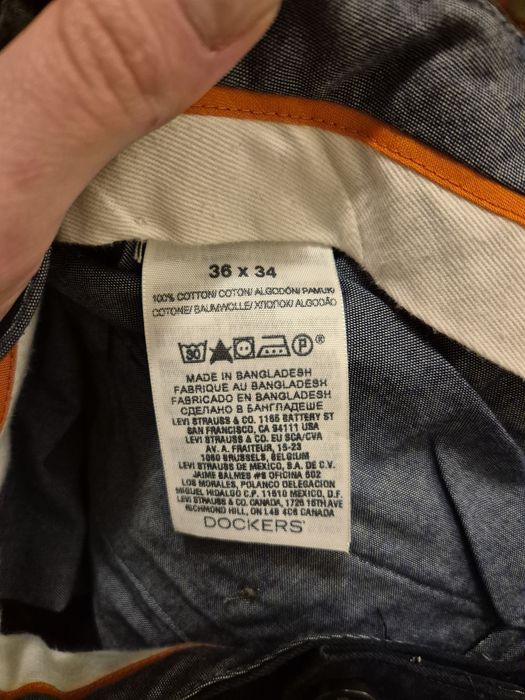 36 x 34
100% COTTON/ COTON/ ALGODÓN/ PAMUK/
COTONE/ BAUMWOLLE/ ХЛОПОК/ ALGODÃO
30 P ®
MADE IN BANGLADESH
FABRIQUE AU BANGLADESH
FABRICADO EN BANGLADESH
СДЕЛАНО В БАНГЛАДЕШЕ
LEVI STRAUSS & CO. 1155 BATTERY ST
SAN FRANCISCO, CA 94111 USA
LEVI STRAUSS & CO. EU SCA/CVA
AV. A. FRAITEUR, 15-23
1050 BRUSSELS, BELGIUM
LEVI STRAUSS DE MEXICO, S.A. DE C.V.
JAIME BALMES #8 OFICINA 602
LOS MORALES, POLANCO DELEGACION
MIGUEL HIDALGO C.P. 11510 MEXICO, D.F.
LEVI STRAUSS & CO. CANADA, 1725 16TH AVE
RICHMOND HILL, ON L4B 4C6 CANADA
DOCKERS®